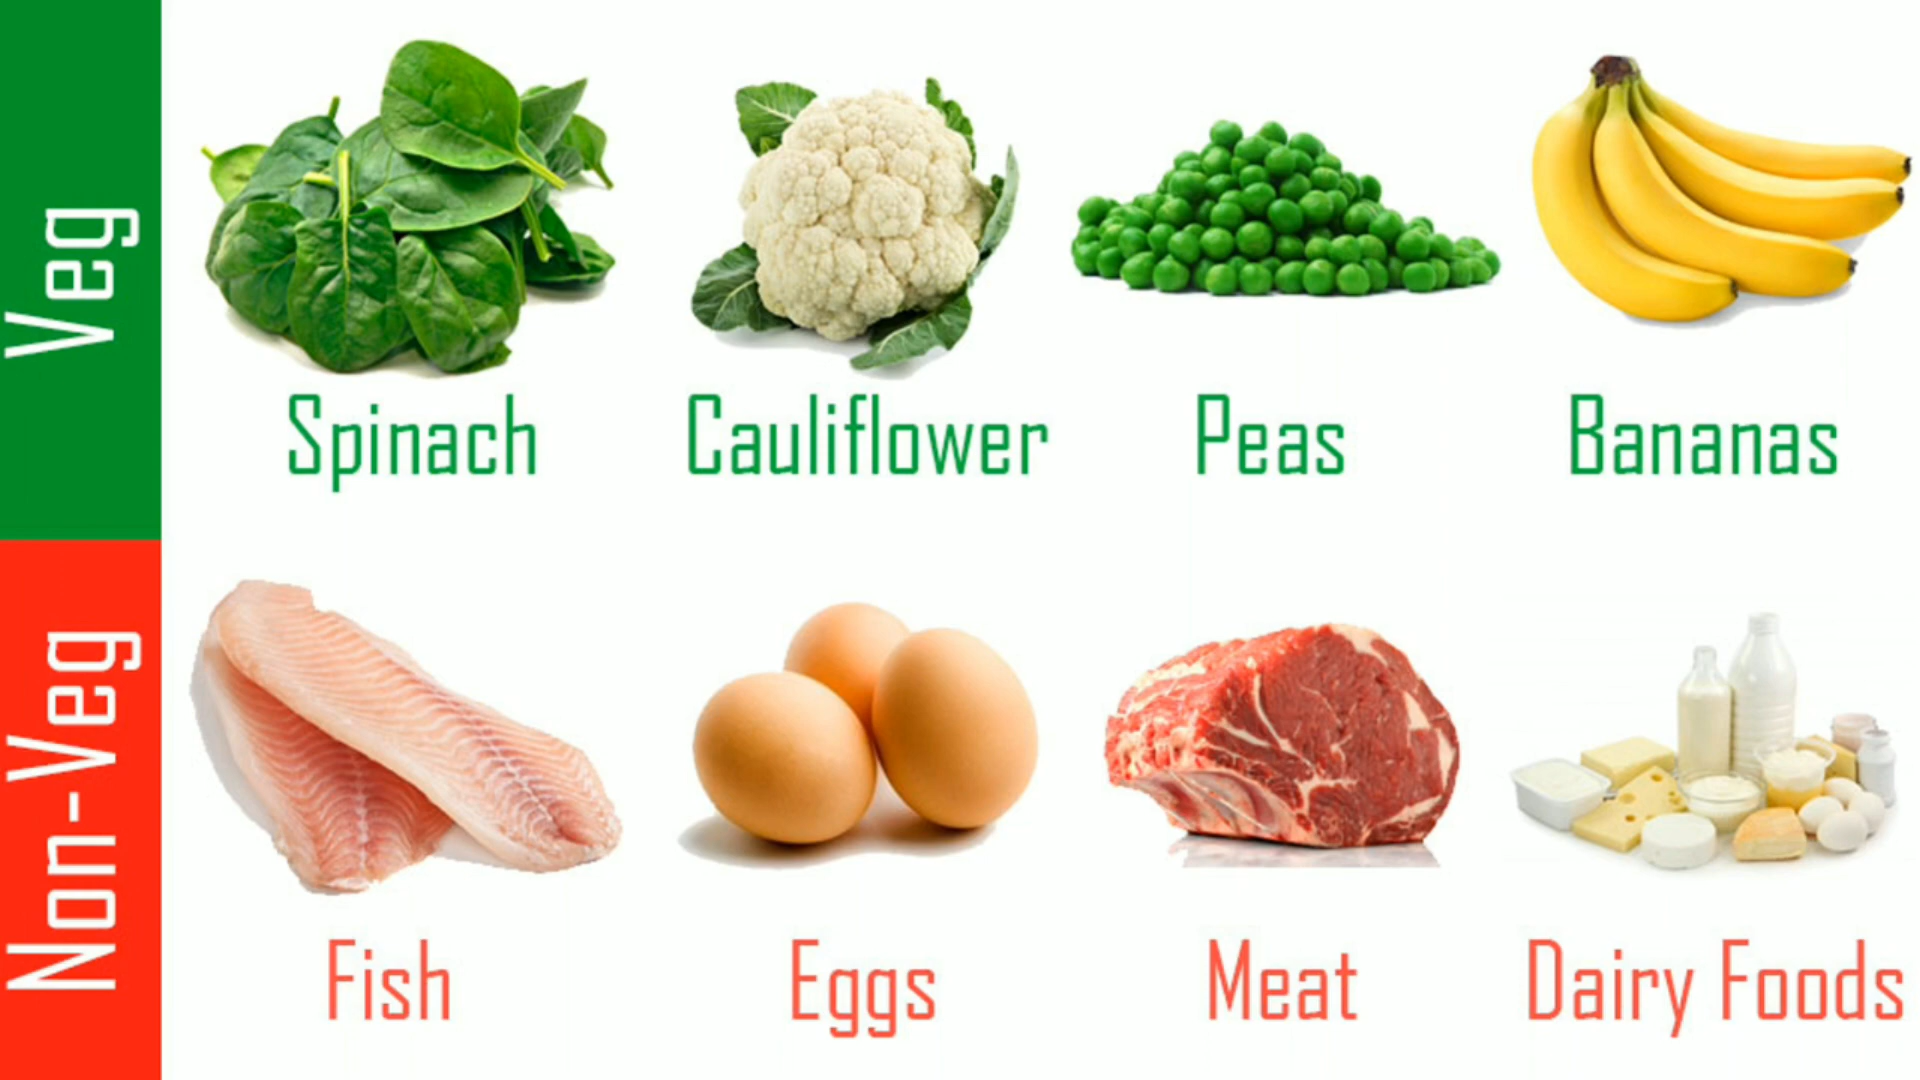 Veg
Spinach
Cauliflower
Peas
Bananas
Non-Veg
Fish
Eggs
Meat
Dairy Foods